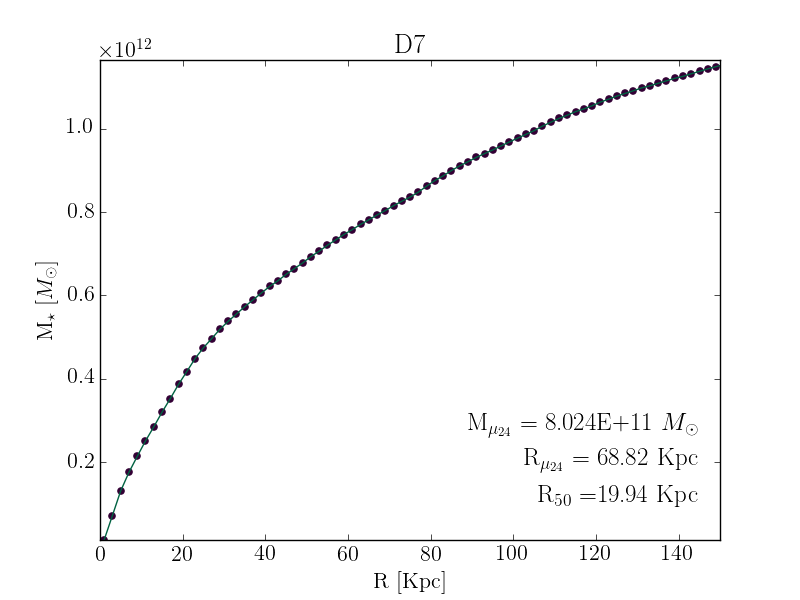 ×10¹²
D7
1.0
0.8
0.6
0.4
0.2
M⋆ [M⊙]
M_μ₂₄ = 8.024E+11 M⊙
R_μ₂₄ = 68.82 Kpc
R₅₀ =19.94 Kpc
0 20 40 60 80 100 120 140
R [Kpc]